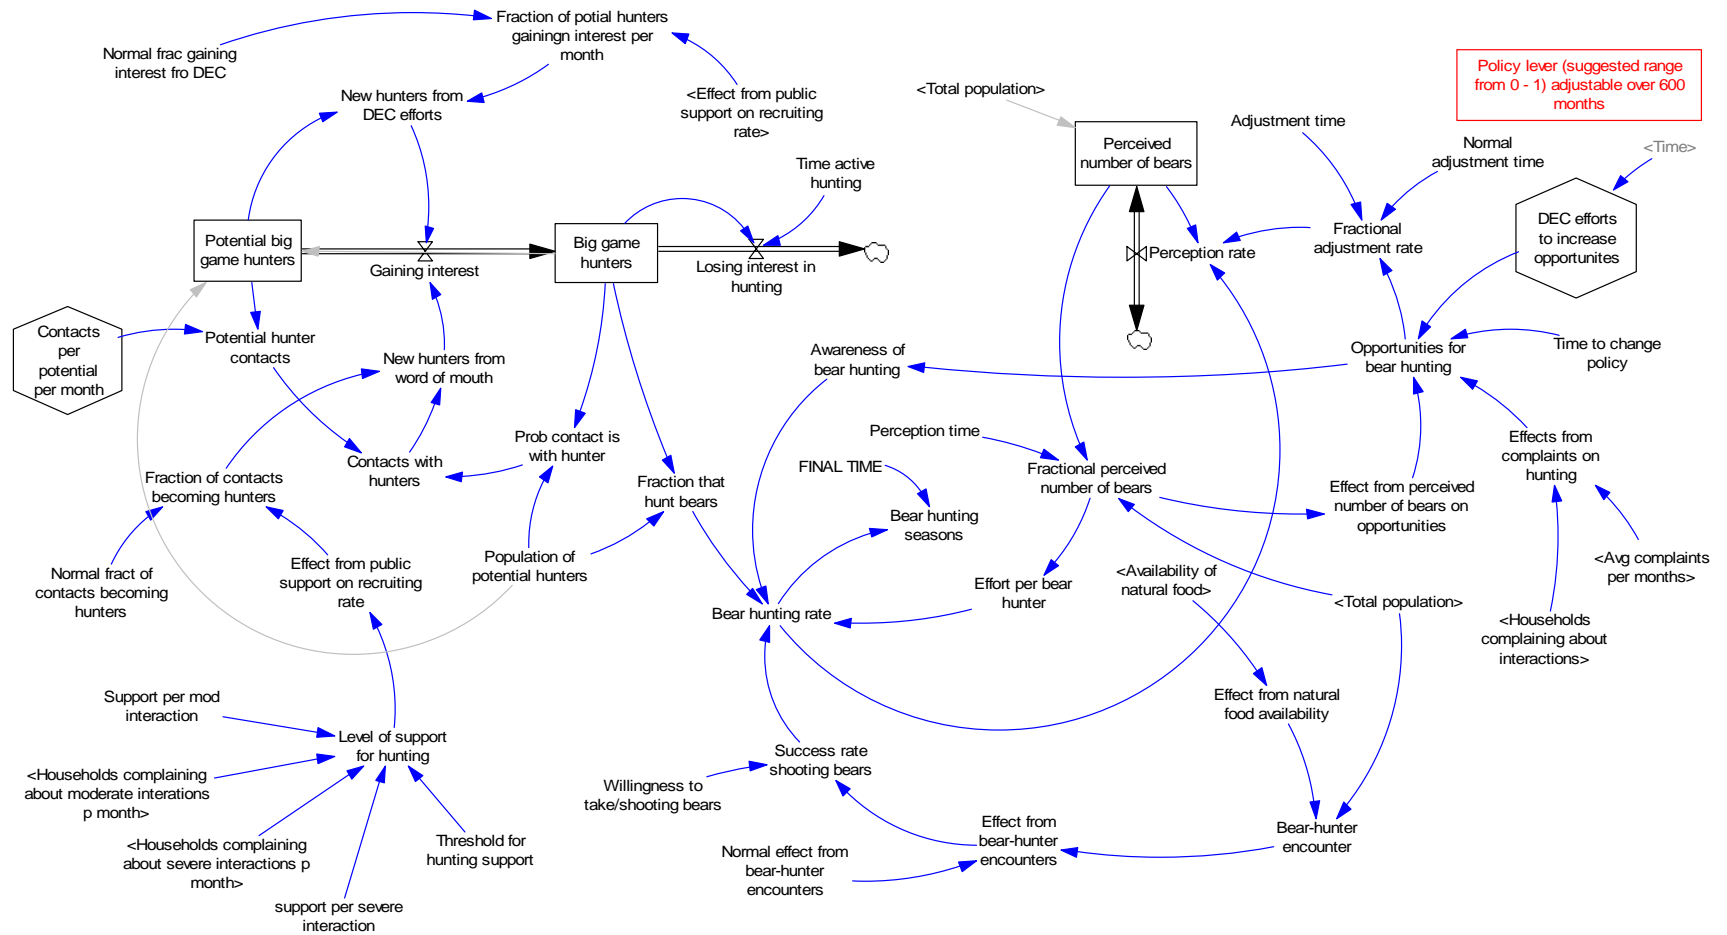 Fraction of potial hunters
gainingn interest per
month
Normal frac gaining
interest fro DEC
New hunters from
DEC efforts
<Effect from public
support on recruiting
rate>
<Total population>
Policy lever (suggested range
from 0 - 1) adjustable over 600
months
Adjustment time
Perceived
number of bears
Normal
adjustment time
<Time>
Time active
hunting
Potential big
game hunters
Big game
hunters
Gaining interest
Losing interest in
hunting
Perception rate
Fractional
adjustment rate
DEC efforts
to increase
opportunites
Contacts
per
potential
per month
Potential hunter
contacts
New hunters from
word of mouth
Awareness of
bear hunting
Opportunities for
bear hunting
Time to change
policy
Prob contact is
with hunter
Perception time
Contacts with
hunters
FINAL TIME
Fractional perceived
number of bears
Effects from
complaints on
hunting
Fraction of contacts
becoming hunters
Fraction that
hunt bears
Effect from perceived
number of bears on
opportunities
Bear hunting
seasons
Normal fract of
contacts becoming
hunters
Effect from public
support on recruiting
rate
Population of
potential hunters
Effort per bear
hunter
<Availability of
natural food>
<Avg complaints
per months>
Bear hunting rate
<Total population>
<Households
complaining about
interactions>
Support per mod
interaction
Effect from natural
food availability
Level of support
for hunting
Success rate
shooting bears
<Households complaining
about moderate interations
p month>
Willingness to
take/shooting bears
<Households complaining
about severe interactions p
month>
Threshold for
hunting support
Effect from
bear-hunter
encounters
Bear-hunter
encounter
Normal effect from
bear-hunter
encounters
support per severe
interaction